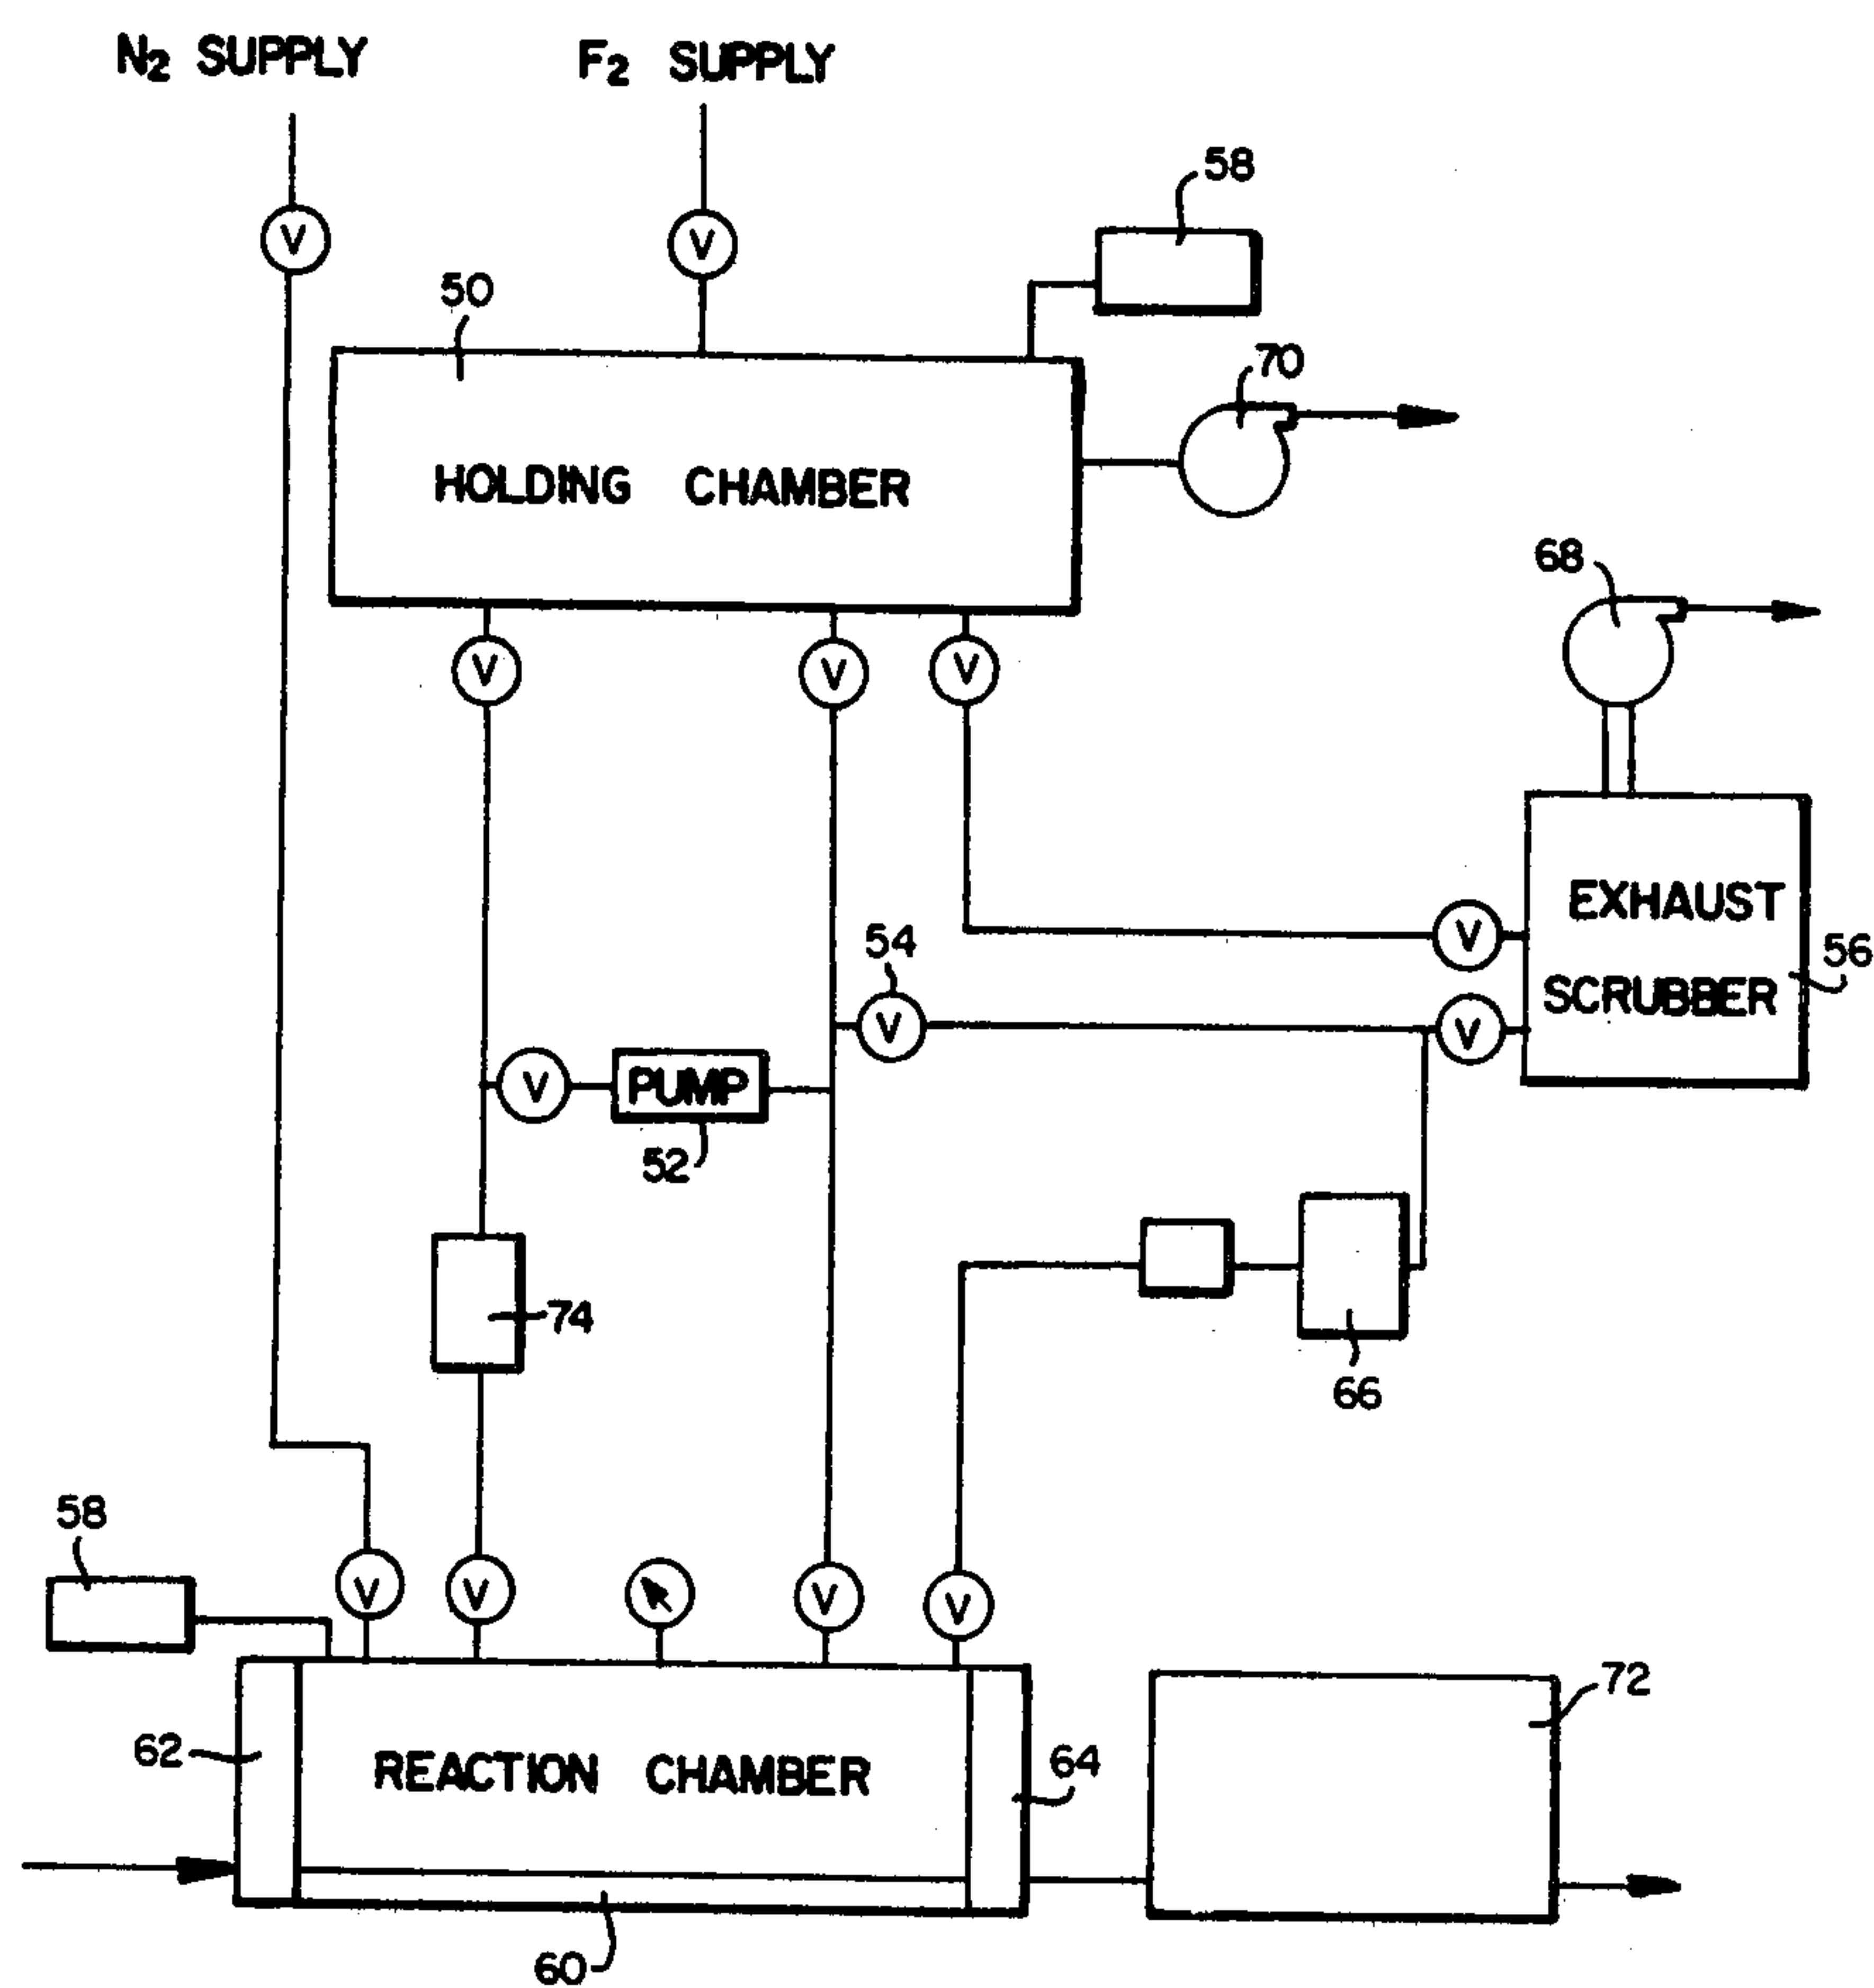 N2 SUPPLY
F2 SUPPLY
58
V
V
50
70
HOLDING CHAMBER
68
V
V
V
EXHAUST
SCRUBBER
V
54
56
V
V
V
PUMP
52
74
66
58
V
V
V
V
72
62
REACTION CHAMBER
64
60